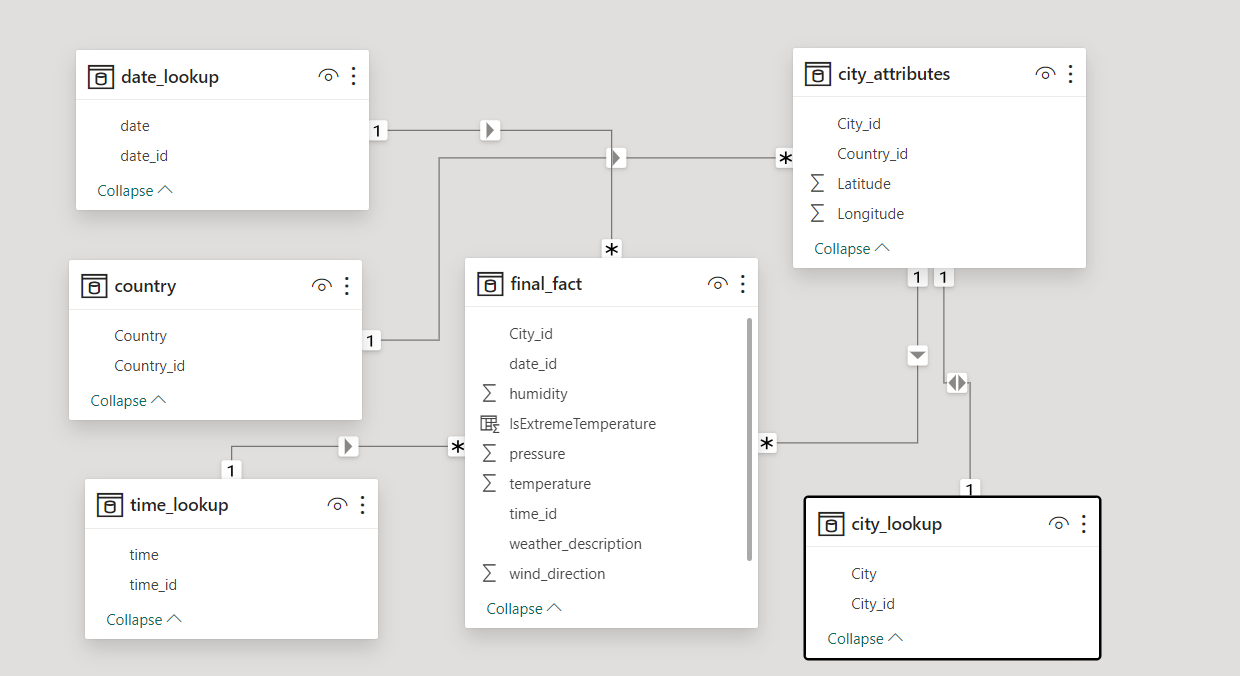 date_lookup
date
date_id
Collapse
1
*
city_attributes
City_id
Country_id
Σ Latitude
Σ Longitude
Collapse
*
1
1
country
Country
Country_id
Collapse
1
final_fact
City_id
date_id
Σ humidity
IsExtremeTemperature
Σ pressure
Σ temperature
time_id
weather_description
Σ wind_direction
Collapse
*
*
1
time_lookup
time
time_id
Collapse
1
city_lookup
City
City_id
Collapse